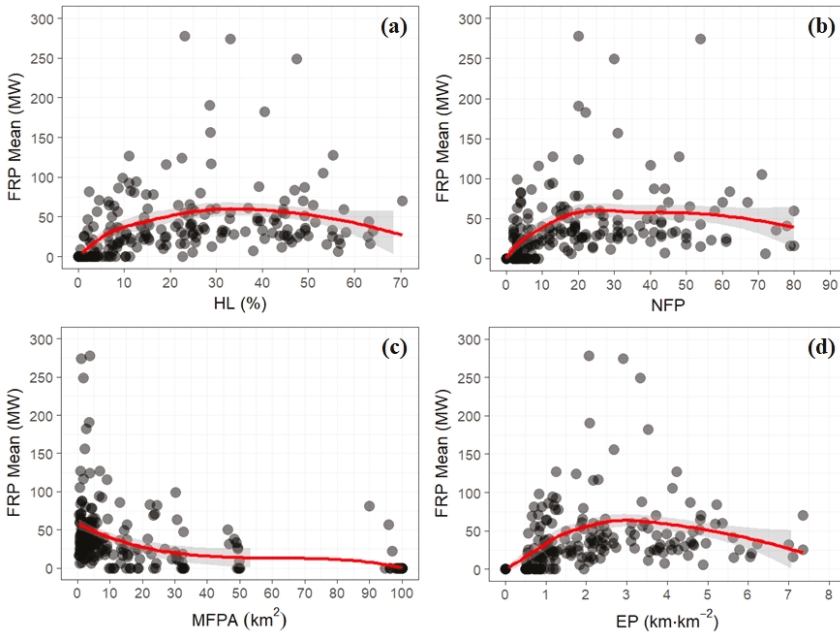 (a)
FRP Mean (MW)
300
250
200
150
100
50
0
0 10 20 30 40 50 60 70
HL (%)
(b)
FRP Mean (MW)
300
250
200
150
100
50
0
0 10 20 30 40 50 60 70 80 90
NFP
(c)
FRP Mean (MW)
300
250
200
150
100
50
0
0 10 20 30 40 50 60 70 80 90 100
MFPA (km²)
(d)
FRP Mean (MW)
300
250
200
150
100
50
0
0 1 2 3 4 5 6 7 8
EP (km·km⁻²)